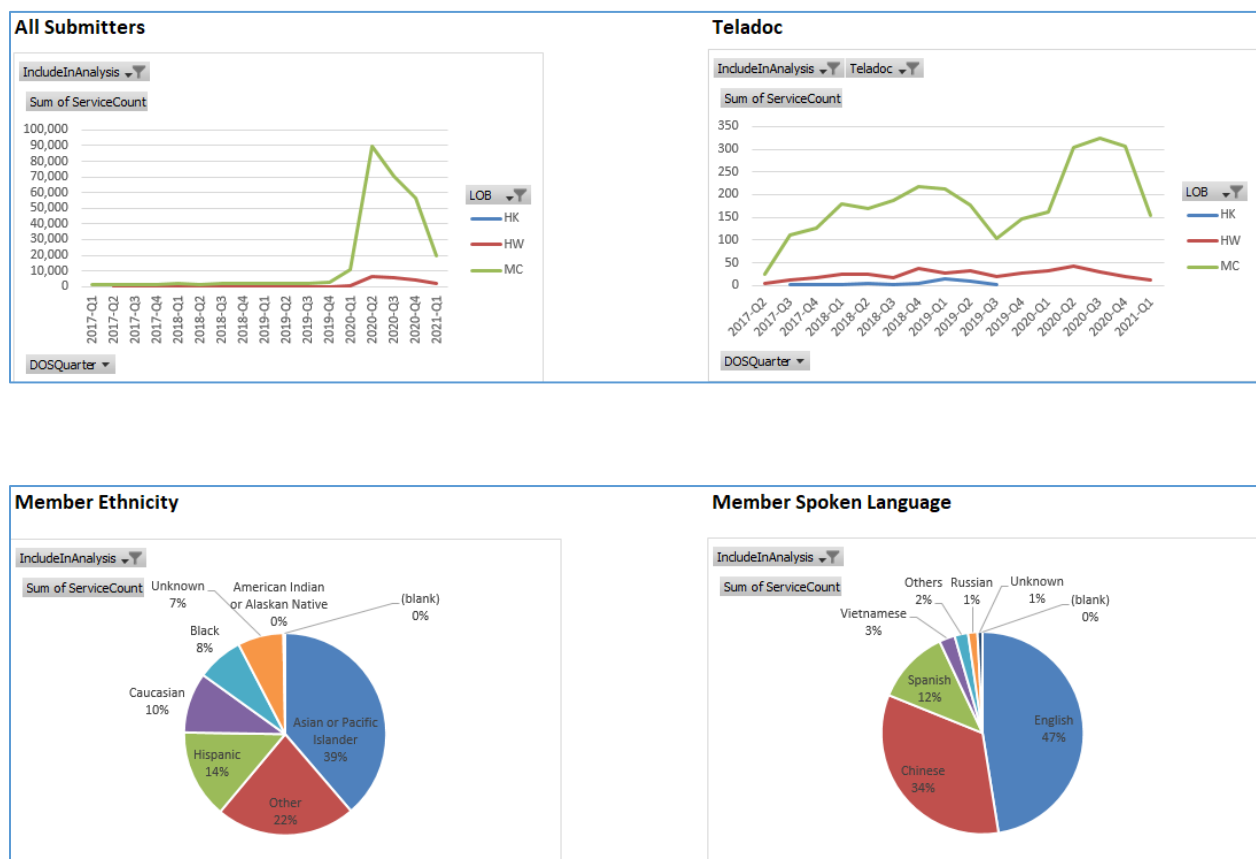 All Submitters
IncludeInAnalysis
Sum of ServiceCount
100,000
90,000
80,000
70,000
60,000
50,000
40,000
30,000
20,000
10,000
0
2017-Q1
2017-Q2
2017-Q3
2017-Q4
2018-Q1
2018-Q2
2018-Q3
2018-Q4
2019-Q1
2019-Q2
2019-Q3
2019-Q4
2020-Q1
2020-Q2
2020-Q3
2020-Q4
2021-Q1
LOB
HK
HW
MC
DOSQuarter
Teladoc
IncludeInAnalysis Teladoc
Sum of ServiceCount
350
300
250
200
150
100
50
0
2017-Q2
2017-Q3
2017-Q4
2018-Q1
2018-Q2
2018-Q3
2018-Q4
2019-Q1
2019-Q2
2019-Q3
2019-Q4
2020-Q1
2020-Q2
2020-Q3
2020-Q4
2021-Q1
LOB
HK
HW
MC
DOSQuarter
Member Ethnicity
IncludeInAnalysis
Sum of ServiceCount
Unknown
7%
American Indian
or Alaskan Native
0%
(blank)
0%
Black
8%
Caucasian
10%
Hispanic
14%
Other
22%
Asian or Pacific
Islander
39%
Member Spoken Language
IncludeInAnalysis
Sum of ServiceCount
Vietnamese
3%
Others
2%
Russian
1%
Unknown
1%
(blank)
0%
Spanish
12%
Chinese
34%
English
47%